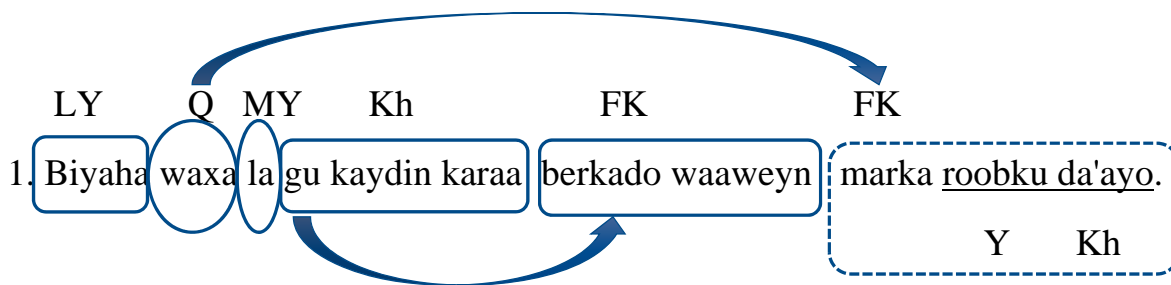 LY Q MY Kh FK FK
1. Biyaha waxa la gu kaydin karaa berkado waaweyn marka roobku da'ayo.
Y Kh